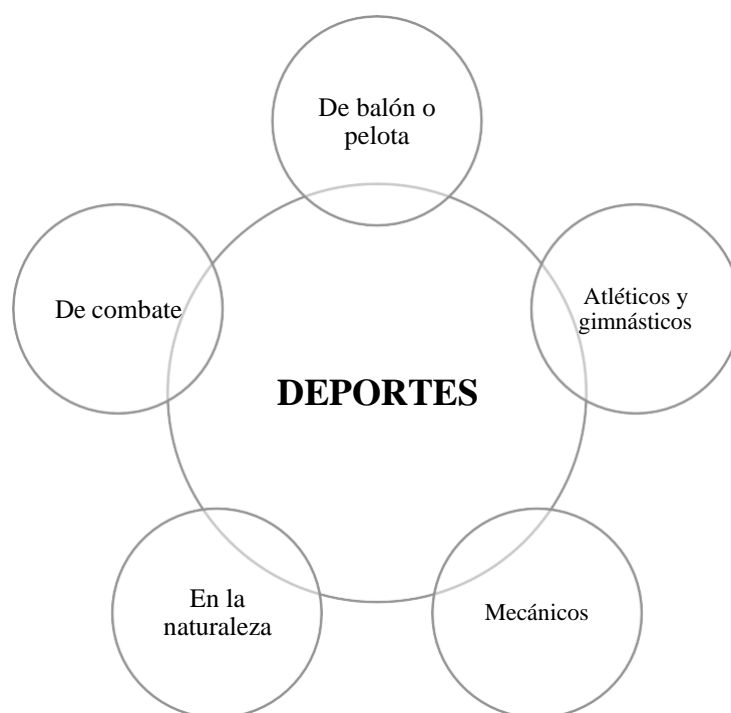 De balón o
pelota
De combate
Atléticos y
gimnásticos
DEPORTES
En la
naturaleza
Mecánicos